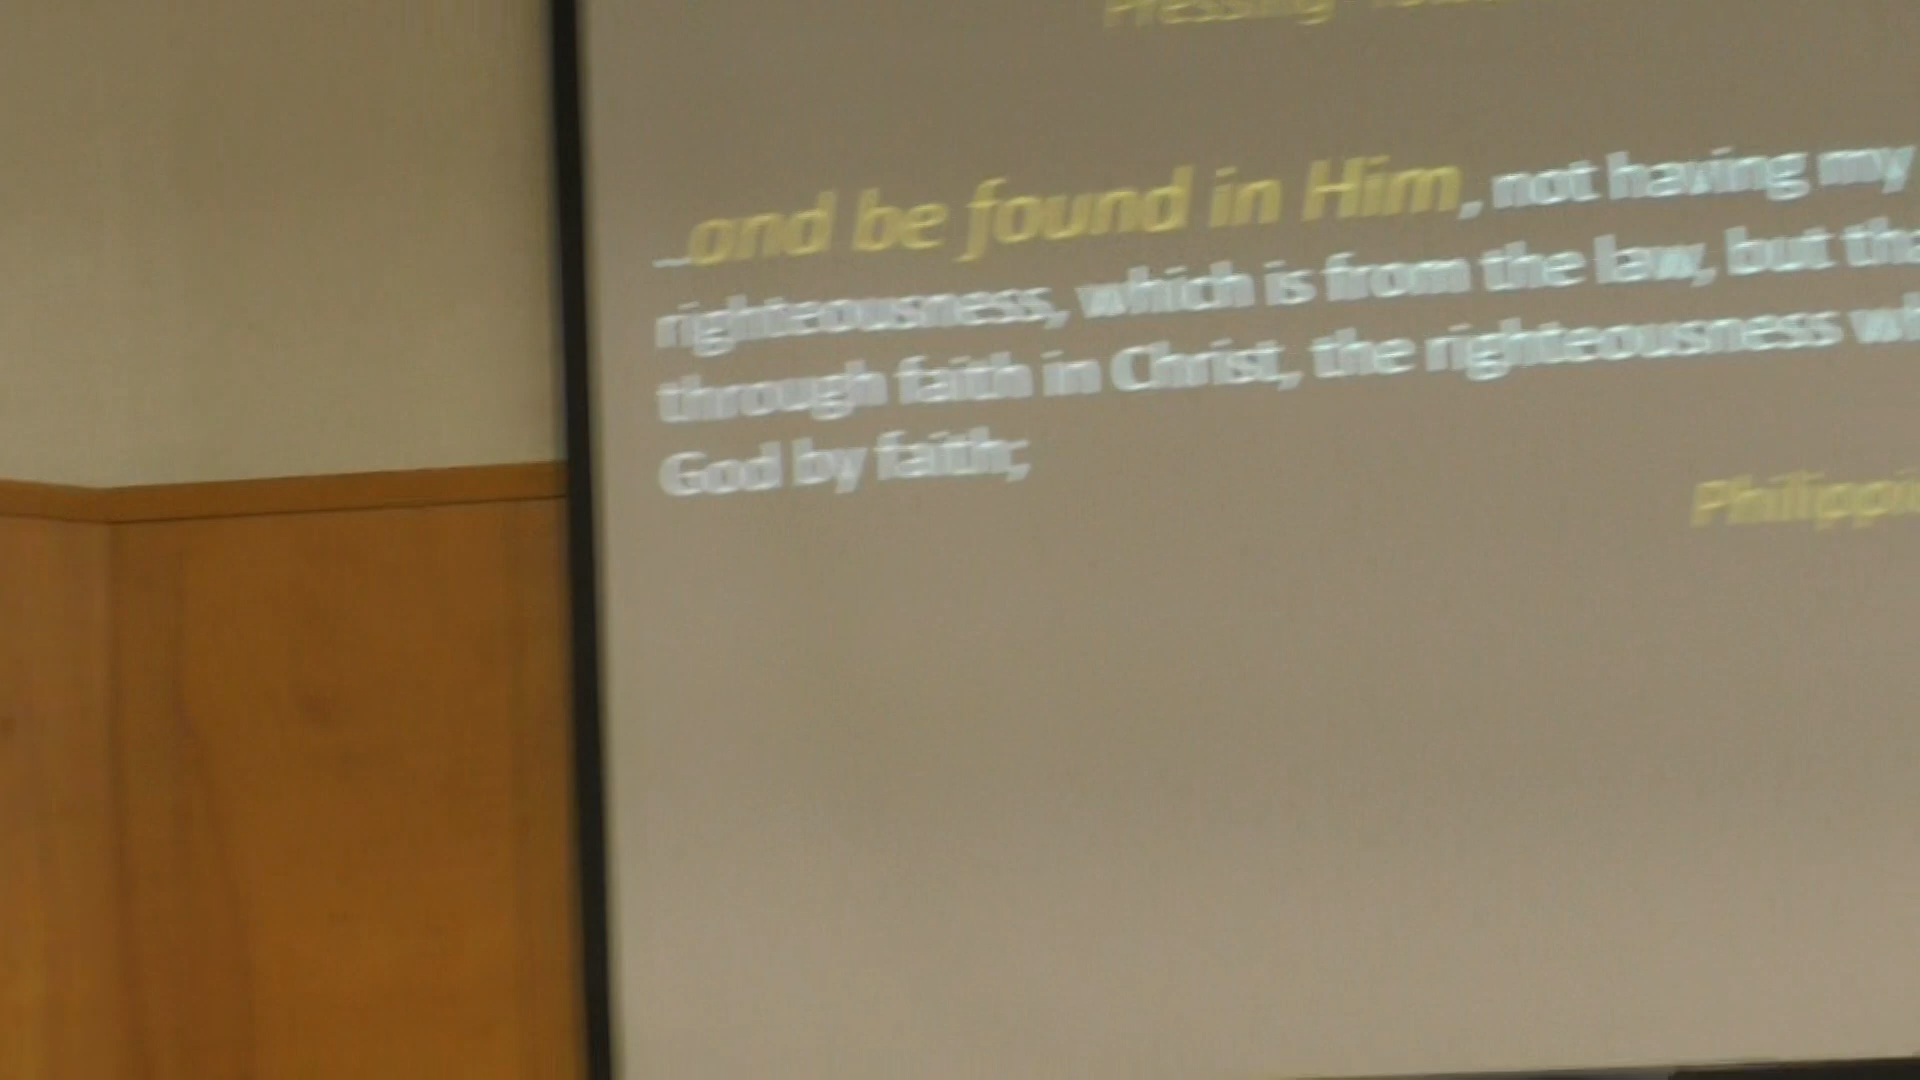 Pressing
…and be found in Him, not having my
righteousness, which is from the law, but
through faith in Christ, the righteousness
God by faith;